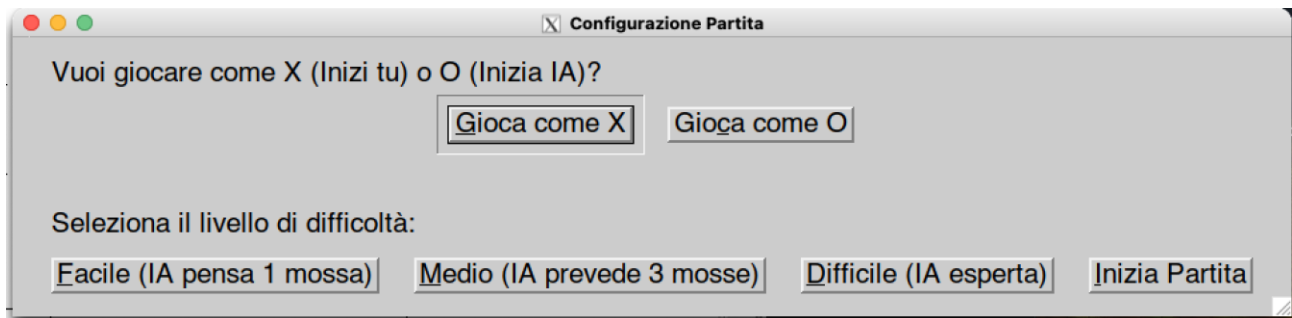 Configurazione Partita
Vuoi giocare come X (Inizi tu) o O (Inizia IA)?
Gioca come X Gioca come O
Seleziona il livello di difficoltà:
Facile (IA pensa 1 mossa) Medio (IA prevede 3 mosse) Difficile (IA esperta) Inizia Partita